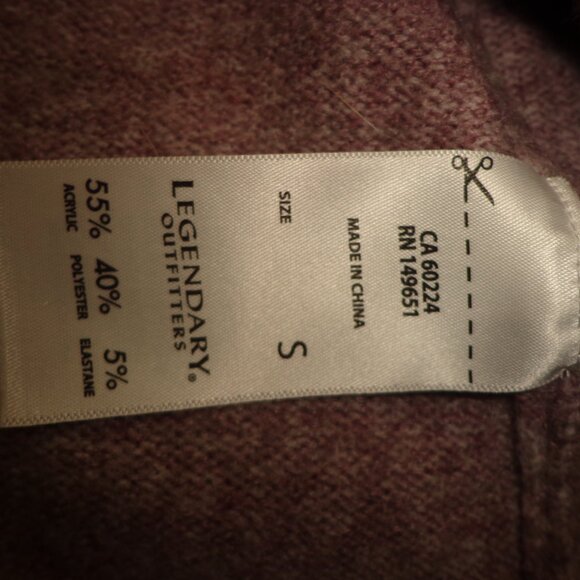 CA 60224
RN 149651
MADE IN CHINA
SIZE S
LEGENDARY®
OUTFITTERS
55% 40% 5%
ACRYLIC POLYESTER ELASTANE